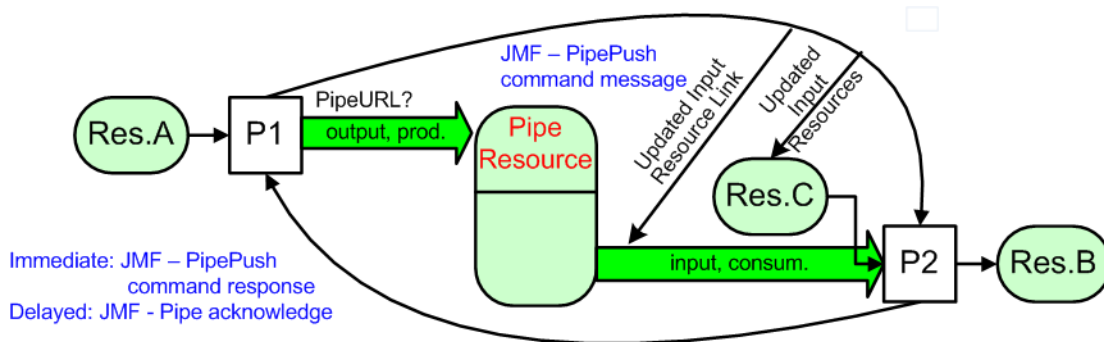 JMF – PipePush
command message
PipeURL?
Res.A
P1
output, prod.
Pipe
Resource
Updated Input
Resource Link
Updated
Input
Resources
Res.C
Immediate: JMF – PipePush
command response
Delayed: JMF - Pipe acknowledge
input, consum.
P2
Res.B